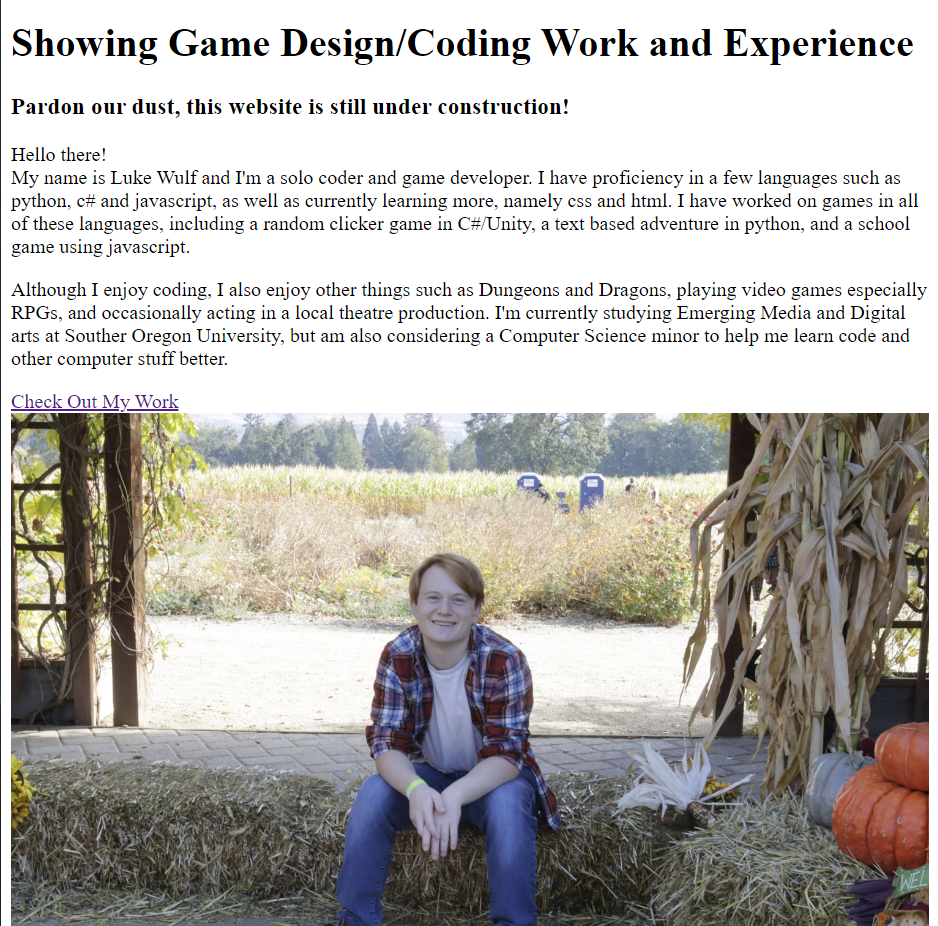 Showing Game Design/Coding Work and Experience
Pardon our dust, this website is still under construction!
Hello there!
My name is Luke Wulf and I'm a solo coder and game developer. I have proficiency in a few languages such as
python, c# and javascript, as well as currently learning more, namely css and html. I have worked on games in all
of these languages, including a random clicker game in C#/Unity, a text based adventure in python, and a school
game using javascript.
Although I enjoy coding, I also enjoy other things such as Dungeons and Dragons, playing video games especially
RPGs, and occasionally acting in a local theatre production. I'm currently studying Emerging Media and Digital
arts at Souther Oregon University, but am also considering a Computer Science minor to help me learn code and
other computer stuff better.
Check Out My Work
WEL